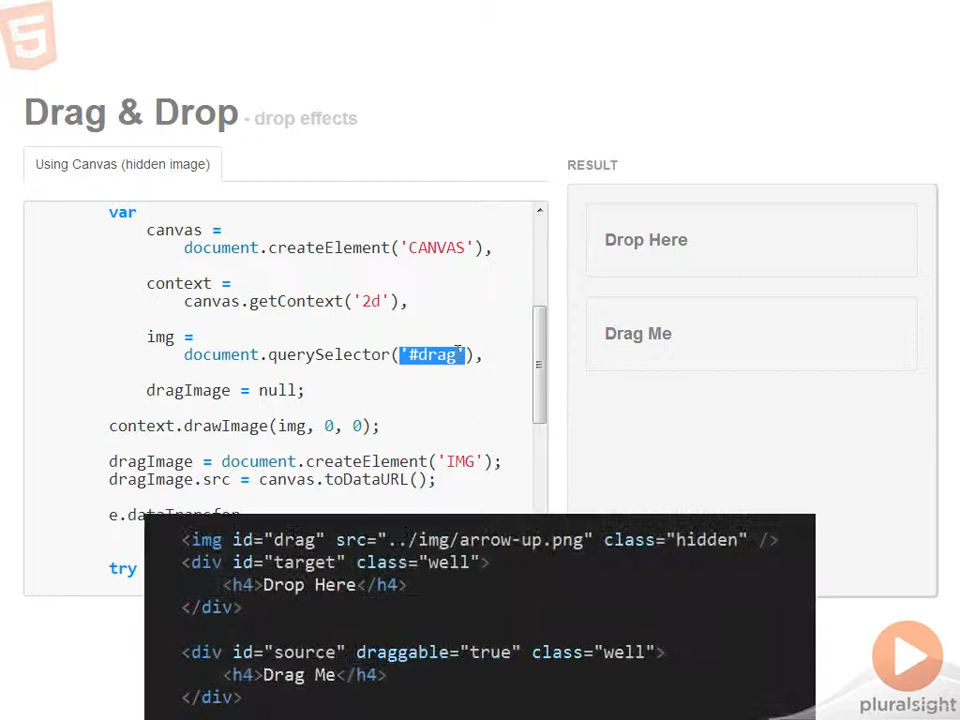 5
Drag & Drop - drop effects
Using Canvas (hidden image)
RESULT
var
canvas =
document.createElement('CANVAS'),
context =
canvas.getContext('2d'),
img =
document.querySelector('#drag'),
dragImage = null;
context.drawImage(img, 0, 0);
dragImage = document.createElement('IMG');
dragImage.src = canvas.toDataURL();
e.dataTransfer
try
Drop Here
Drag Me
<img id="drag" src="../img/arrow-up.png" class="hidden" />
<div id="target" class="well">
<h4>Drop Here</h4>
</div>
<div id="source" draggable="true" class="well">
<h4>Drag Me</h4>
</div>
pluralsight